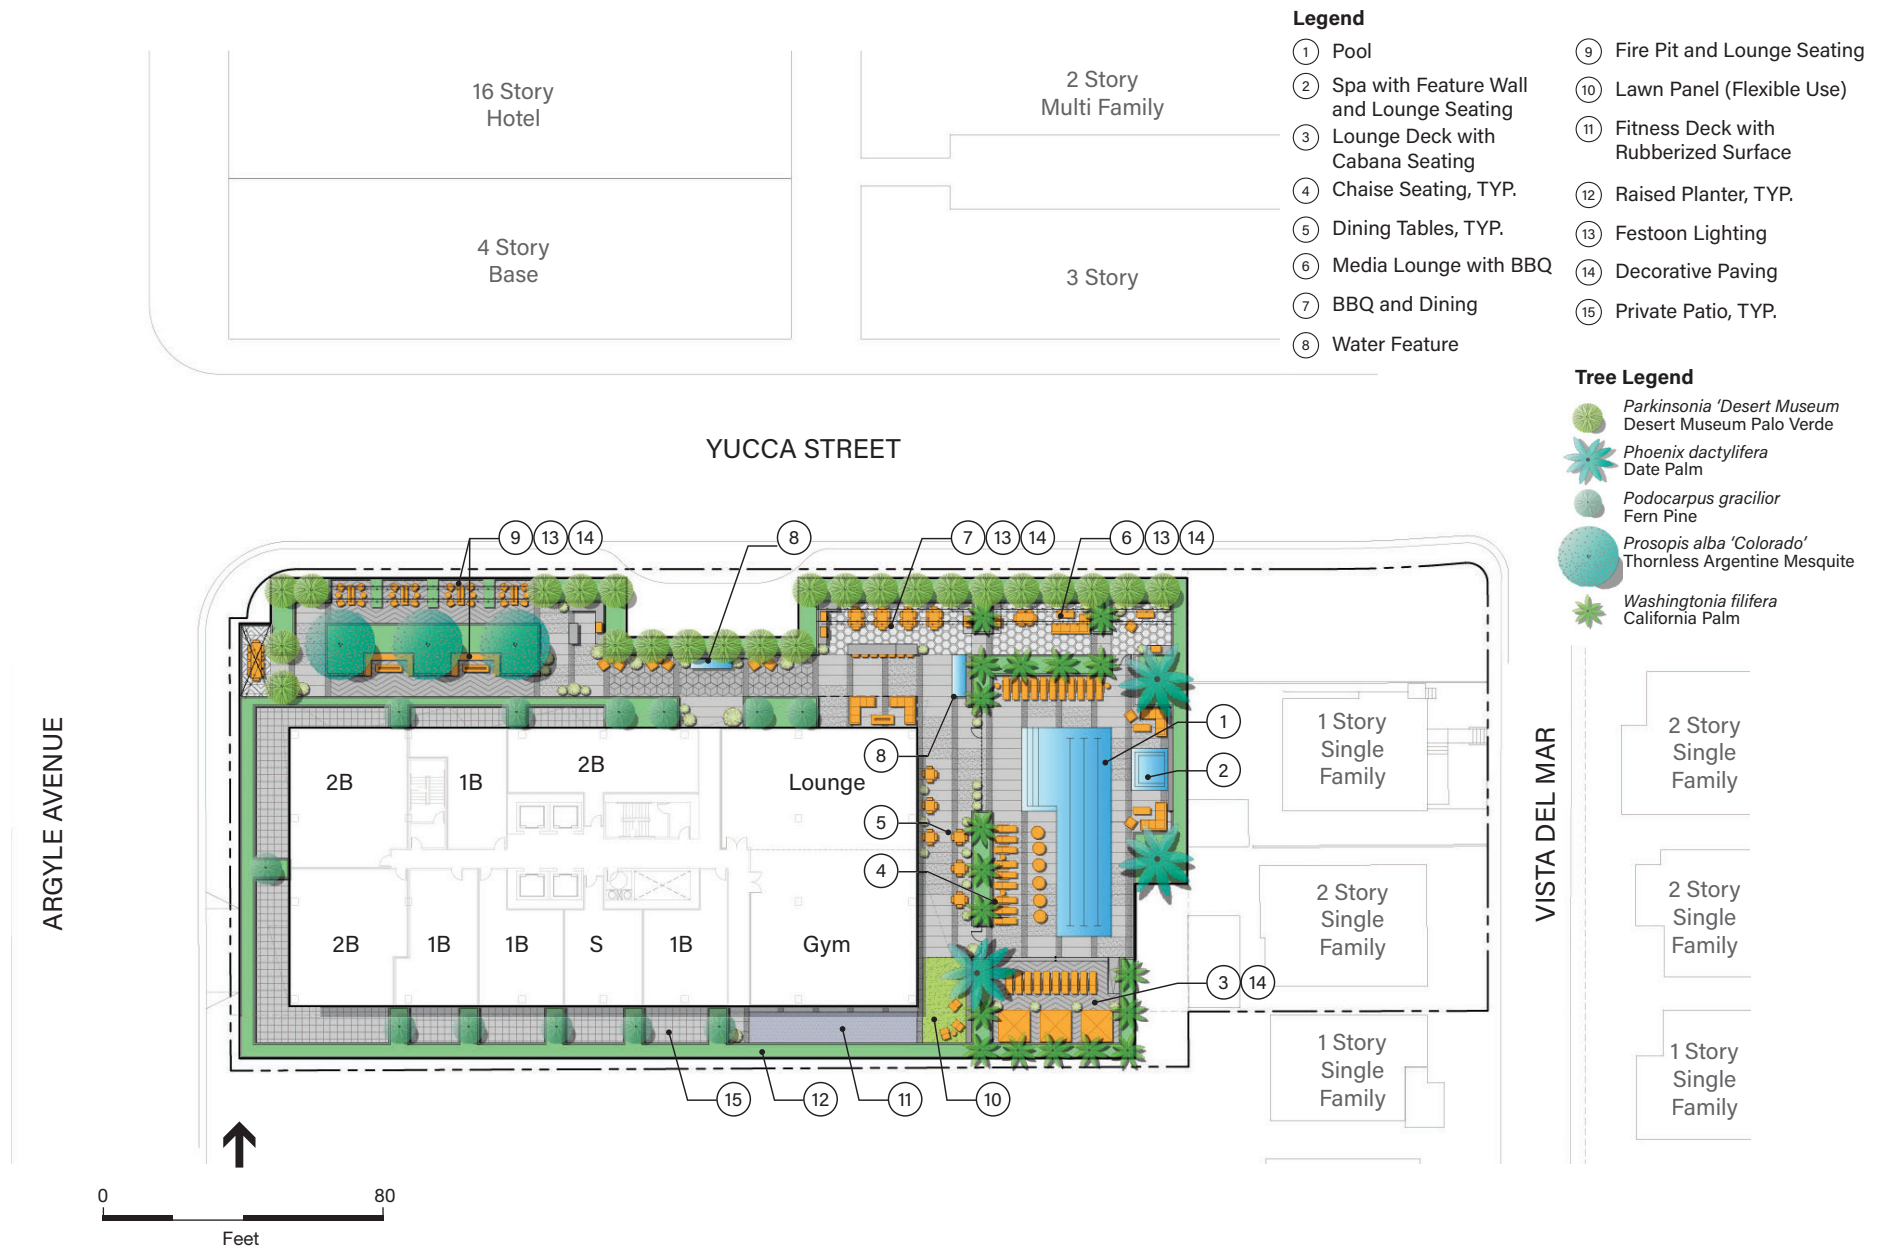 Legend
1 Pool
2 Spa with Feature Wall
and Lounge Seating
3 Lounge Deck with
Cabana Seating
4 Chaise Seating, TYP.
5 Dining Tables, TYP.
6 Media Lounge with BBQ
7 BBQ and Dining
8 Water Feature
9 Fire Pit and Lounge Seating
10 Lawn Panel (Flexible Use)
11 Fitness Deck with
Rubberized Surface
12 Raised Planter, TYP.
13 Festoon Lighting
14 Decorative Paving
15 Private Patio, TYP.
Tree Legend
Parkinsonia 'Desert Museum
Desert Museum Palo Verde
Phoenix dactylifera
Date Palm
Podocarpus gracilior
Fern Pine
Prosopis alba 'Colorado'
Thornless Argentine Mesquite
Washingtonia filifera
California Palm
16 Story
Hotel
2 Story
Multi Family
4 Story
Base
3 Story
YUCCA STREET
9 13 14
8
7 13 14
6 13 14
ARGYLE AVENUE
2B
1B
2B
Lounge
8
1
2
5
4
2B
1B
1B
S
1B
Gym
3 14
15
12
11
10
1 Story
Single
Family
2 Story
Single
Family
1 Story
Single
Family
VISTA DEL MAR
2 Story
Single
Family
2 Story
Single
Family
1 Story
Single
Family
0 80
Feet